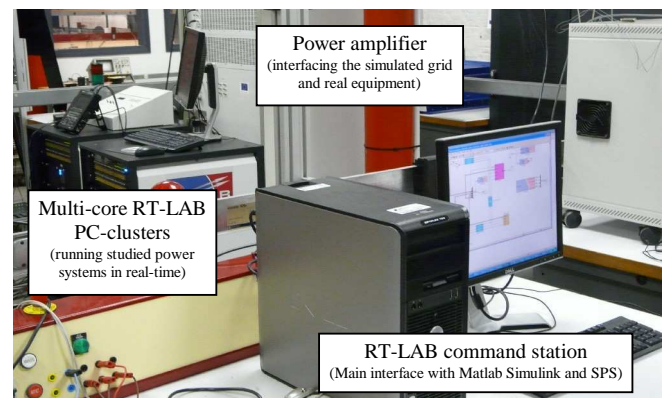 Power amplifier
(interfacing the simulated grid
and real equipment)
Multi-core RT-LAB
PC-clusters
(running studied power
systems in real-time)
DELL
RT-LAB command station
(Main interface with Matlab Simulink and SPS)